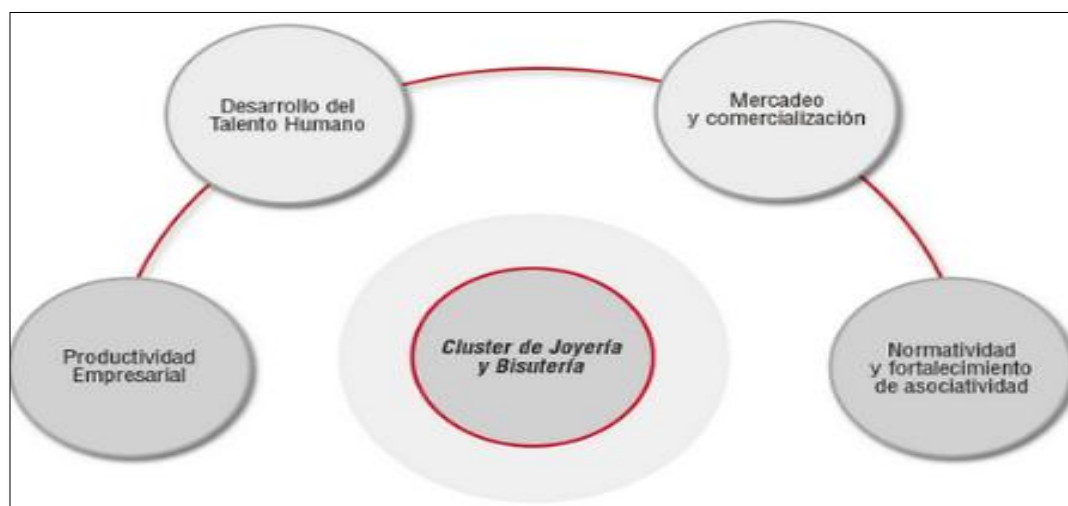 Desarrollo del
Talento Humano
Mercadeo
y comercialización
Productividad
Empresarial
Cluster de Joyería
y Bisutería
Normatividad
y fortalecimiento
de asociatividad